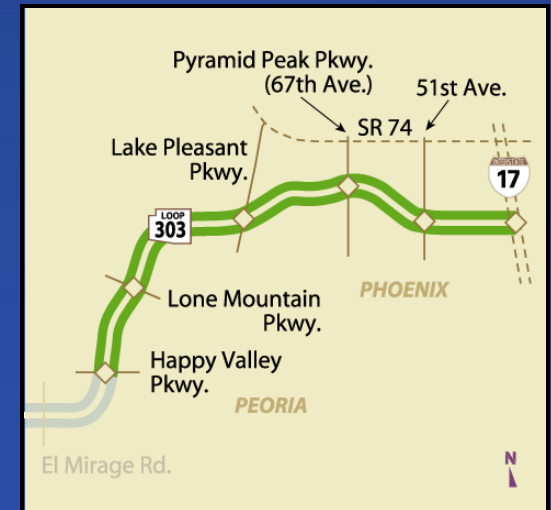 Pyramid Peak Pkwy.
(67th Ave.)
51st Ave.
SR 74
Lake Pleasant
Pkwy.
INTERSTATE
17
LOOP
303
PHOENIX
Lone Mountain
Pkwy.
Happy Valley
Pkwy.
PEORIA
El Mirage Rd.
N